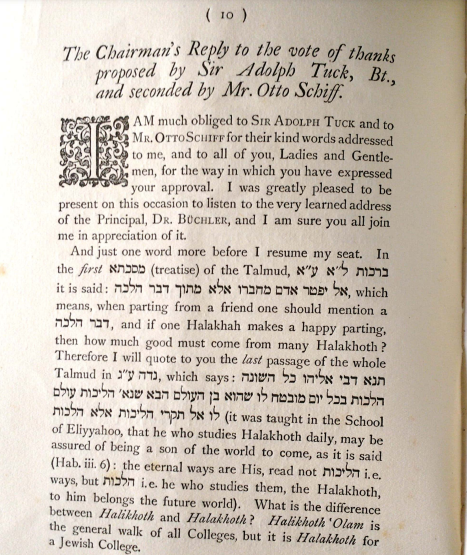 ( 10 )
The Chairman's Reply to the vote of thanks
proposed by Sir Adolph Tuck, Bt.,
and seconded by Mr. Otto Schiff.
I AM much obliged to SIR ADOLPH TUCK and to
MR. OTTO SCHIFF for their kind words addressed
to me, and to all of you, Ladies and Gentle-
men, for the way in which you have expressed
your approval. I was greatly pleased to be
present on this occasion to listen to the very learned address
of the Principal, DR. BÜCHLER, and I am sure you all join
me in appreciation of it.
And just one word more before I resume my seat. In
the first מסכתא (treatise) of the Talmud, ברכות ל"א ע"א,
it is said: אל יפטר אדם מחברו אלא מתוך דבר הלכה, which
means, when parting from a friend one should mention a
דבר הלכה, and if one Halakhah makes a happy parting,
then how much good must come from many Halakhoth?
Therefore I will quote to you the last passage of the whole
Talmud in נדה ע"ג, which says: תנא דבי אליהו כל השונה
הלכות בכל יום מובטח לו שהוא בן העולם הבא שנא' הליכות עולם
לו אל תקרי הליכות אלא הלכות (it was taught in the School
of Eliyyahoo, that he who studies Halakhoth daily, may be
assured of being a son of the world to come, as it is said
(Hab. iii. 6): the eternal ways are His, read not הליכות i.e.
ways, but הלכות i.e. he who studies them, the Halakhoth,
to him belongs the future world). What is the difference
between Halikhoth and Halakhoth? Halikhoth 'Olam is
the general walk of all Colleges, but it is Halakhoth for
a Jewish College.